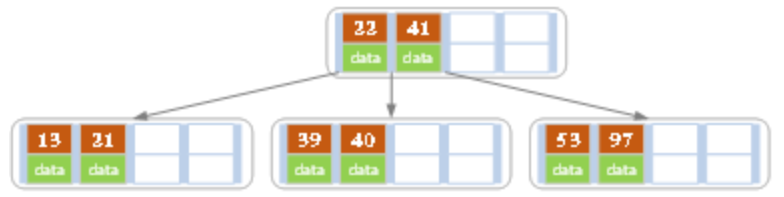 22 41
data data
13 21 39 40 53 97
data data data data data data